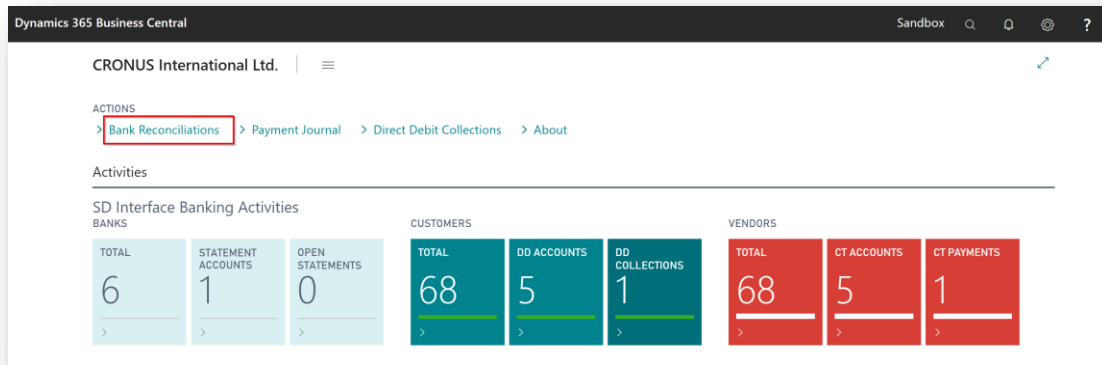 Dynamics 365 Business Central
Sandbox
?
CRONUS International Ltd.
ACTIONS
> Bank Reconciliations > Payment Journal > Direct Debit Collections > About
Activities
SD Interface Banking Activities
BANKS
TOTAL
6
STATEMENT
ACCOUNTS
1
OPEN
STATEMENTS
0
CUSTOMERS
TOTAL
68
DD ACCOUNTS
5
DD
COLLECTIONS
1
VENDORS
TOTAL
68
CT ACCOUNTS
5
CT PAYMENTS
1